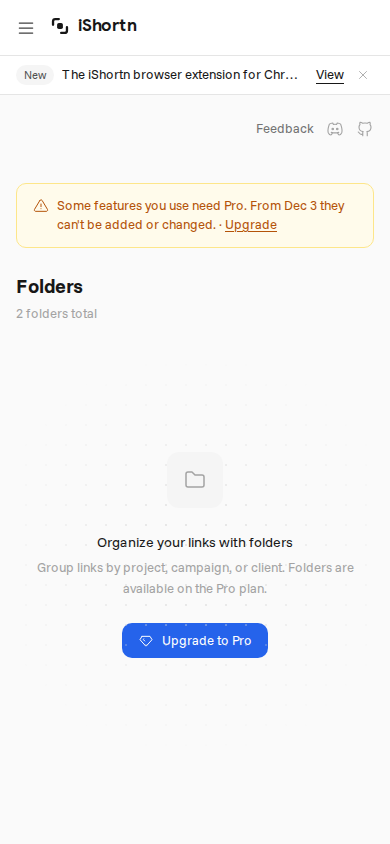 iShortn
New The iShortn browser extension for Chr... View
Feedback
Some features you use need Pro. From Dec 3 they
can't be added or changed. · Upgrade
Folders
2 folders total
Organize your links with folders
Group links by project, campaign, or client. Folders are
available on the Pro plan.
Upgrade to Pro